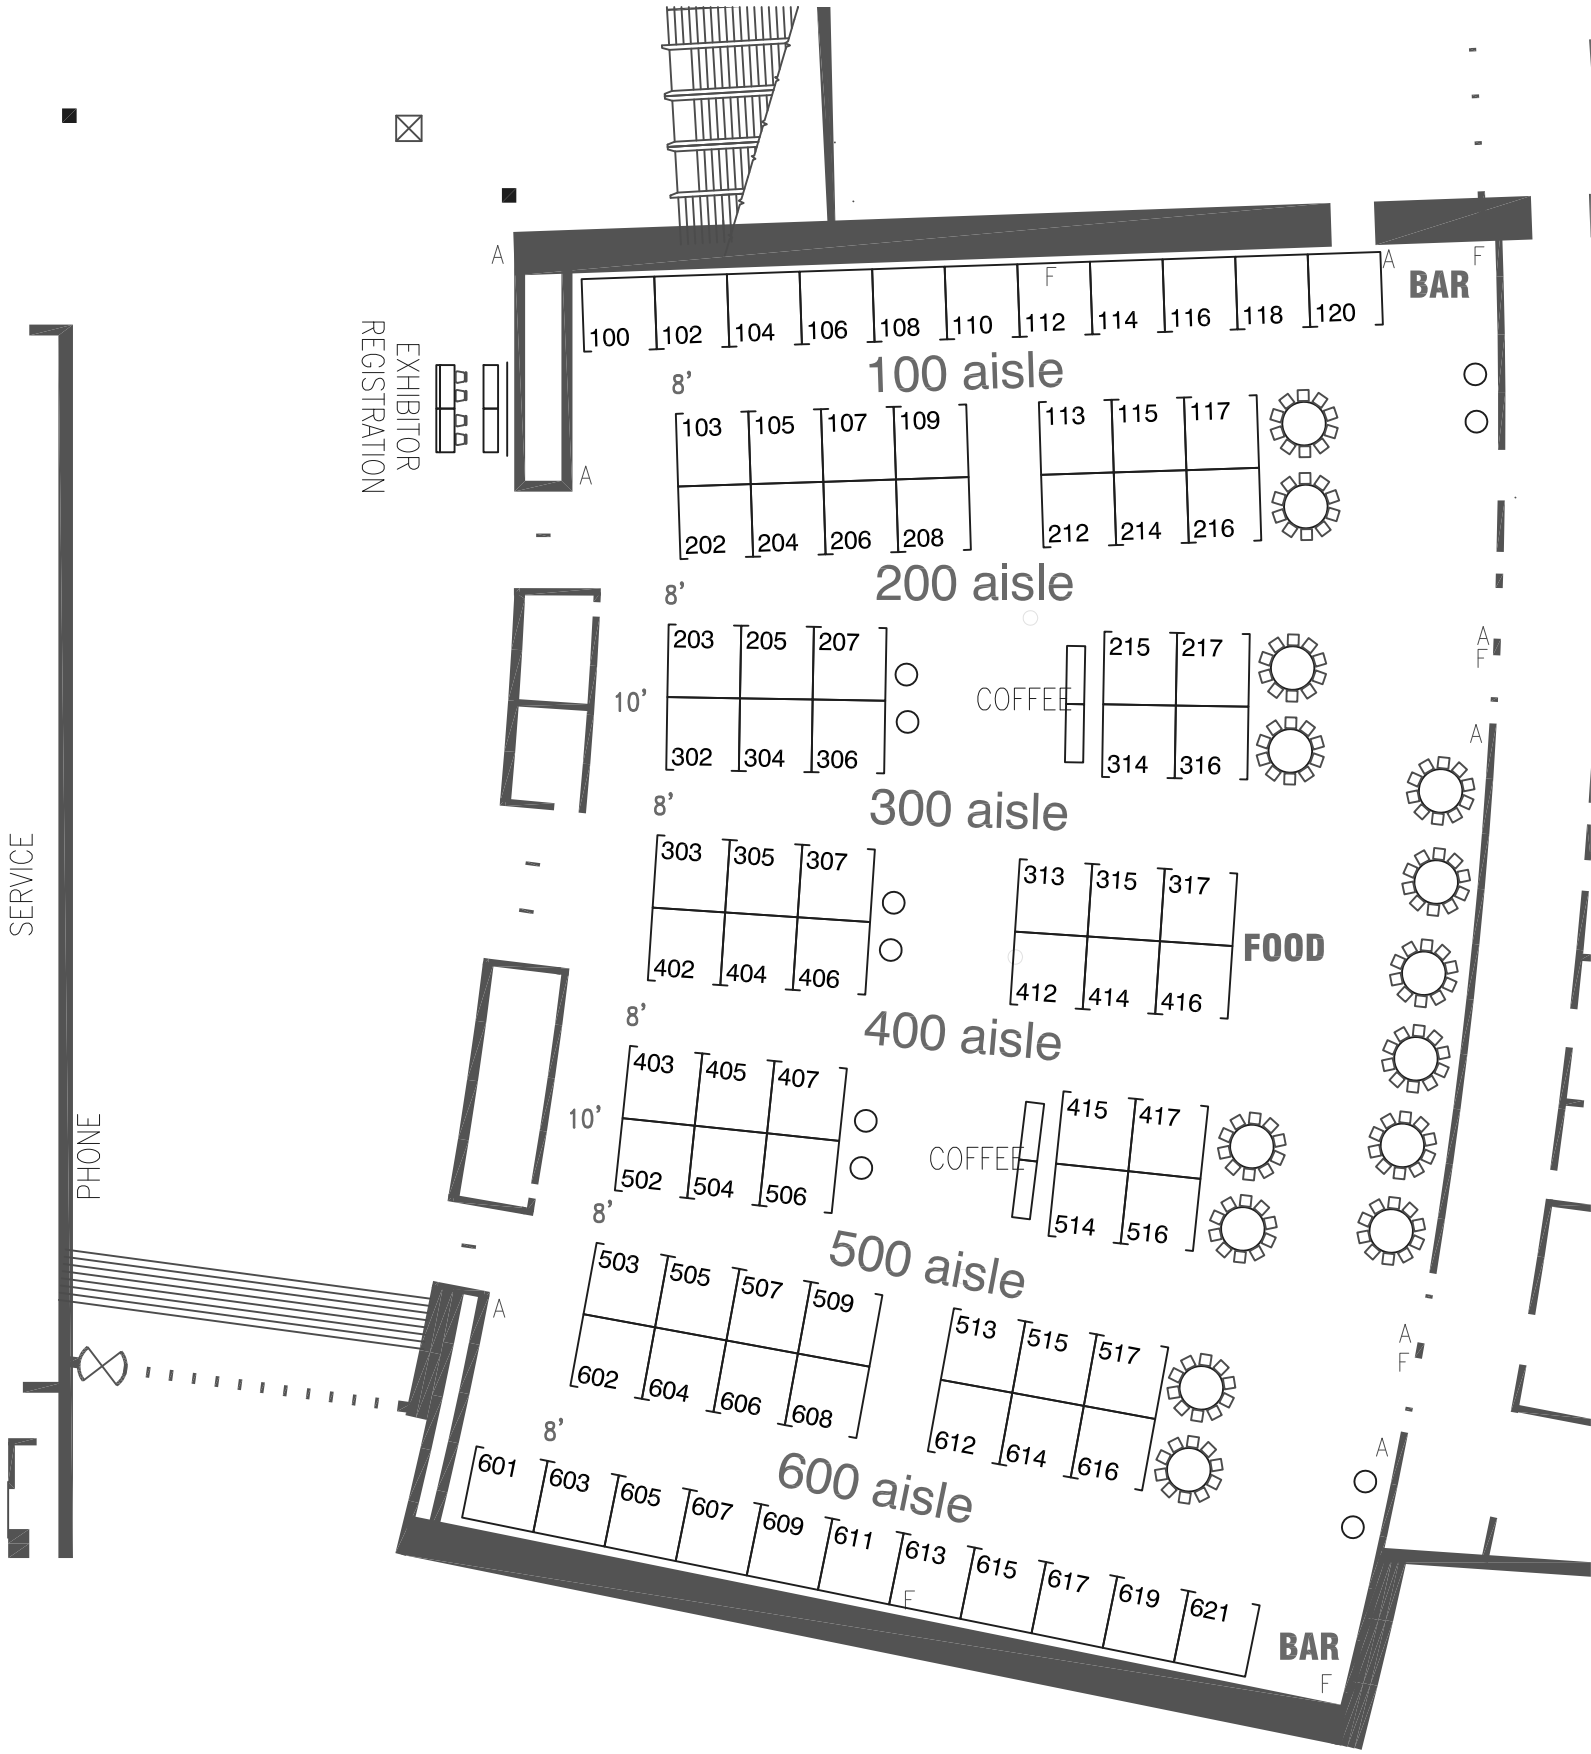 A
F
A
F
BAR
100 102 104 106 108 110 112 114 116 118 120
EXHIBITOR
REGISTRATION
100 aisle
8'
103 105 107 109 113 115 117
A
202 204 206 208 212 214 216
200 aisle
8'
203 205 207 215 217
A
F
10'
COFFEE
A
302 304 306 314 316
8'
300 aisle
SERVICE
303 305 307 313 315 317
FOOD
402 404 406 412 414 416
8'
400 aisle
403 405 407 415 417
PHONE
10'
COFFEE
502 504 506 514 516
8'
500 aisle
503 505 507 509 513 515 517
A
A
F
602 604 606 608 612 614 616
8'
A
600 aisle
601 603 605 607 609 611 613 615 617 619 621
F
BAR
F